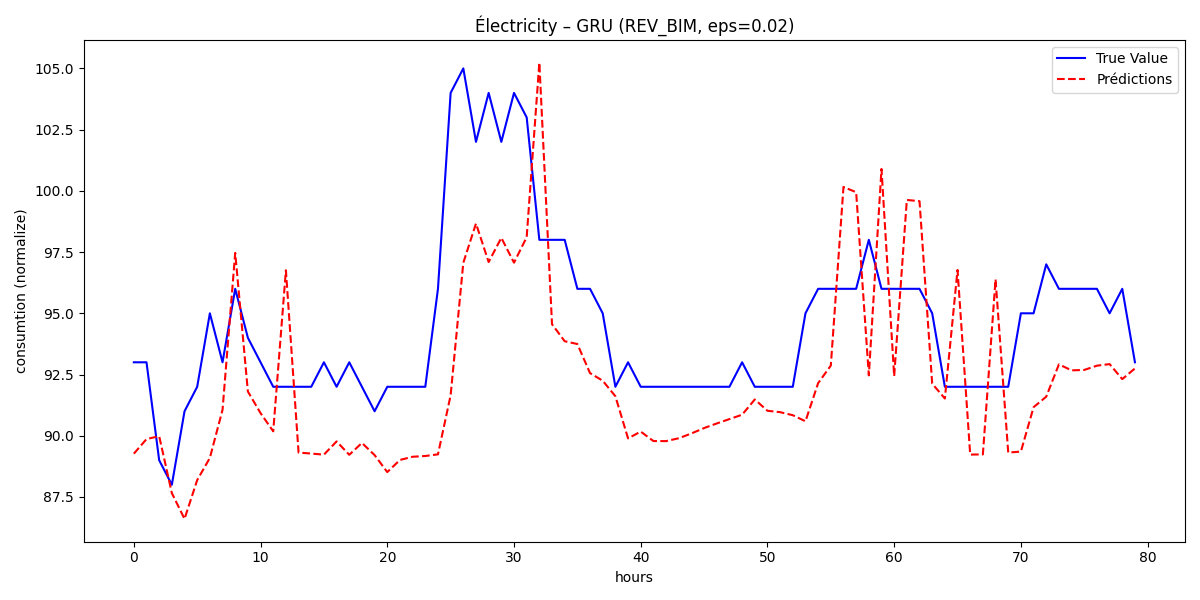 Électricity – GRU (REV_BIM, eps=0.02)
True Value
Prédictions
consumtion (normalize)
105.0
102.5
100.0
97.5
95.0
92.5
90.0
87.5
0 10 20 30 40 50 60 70 80
hours